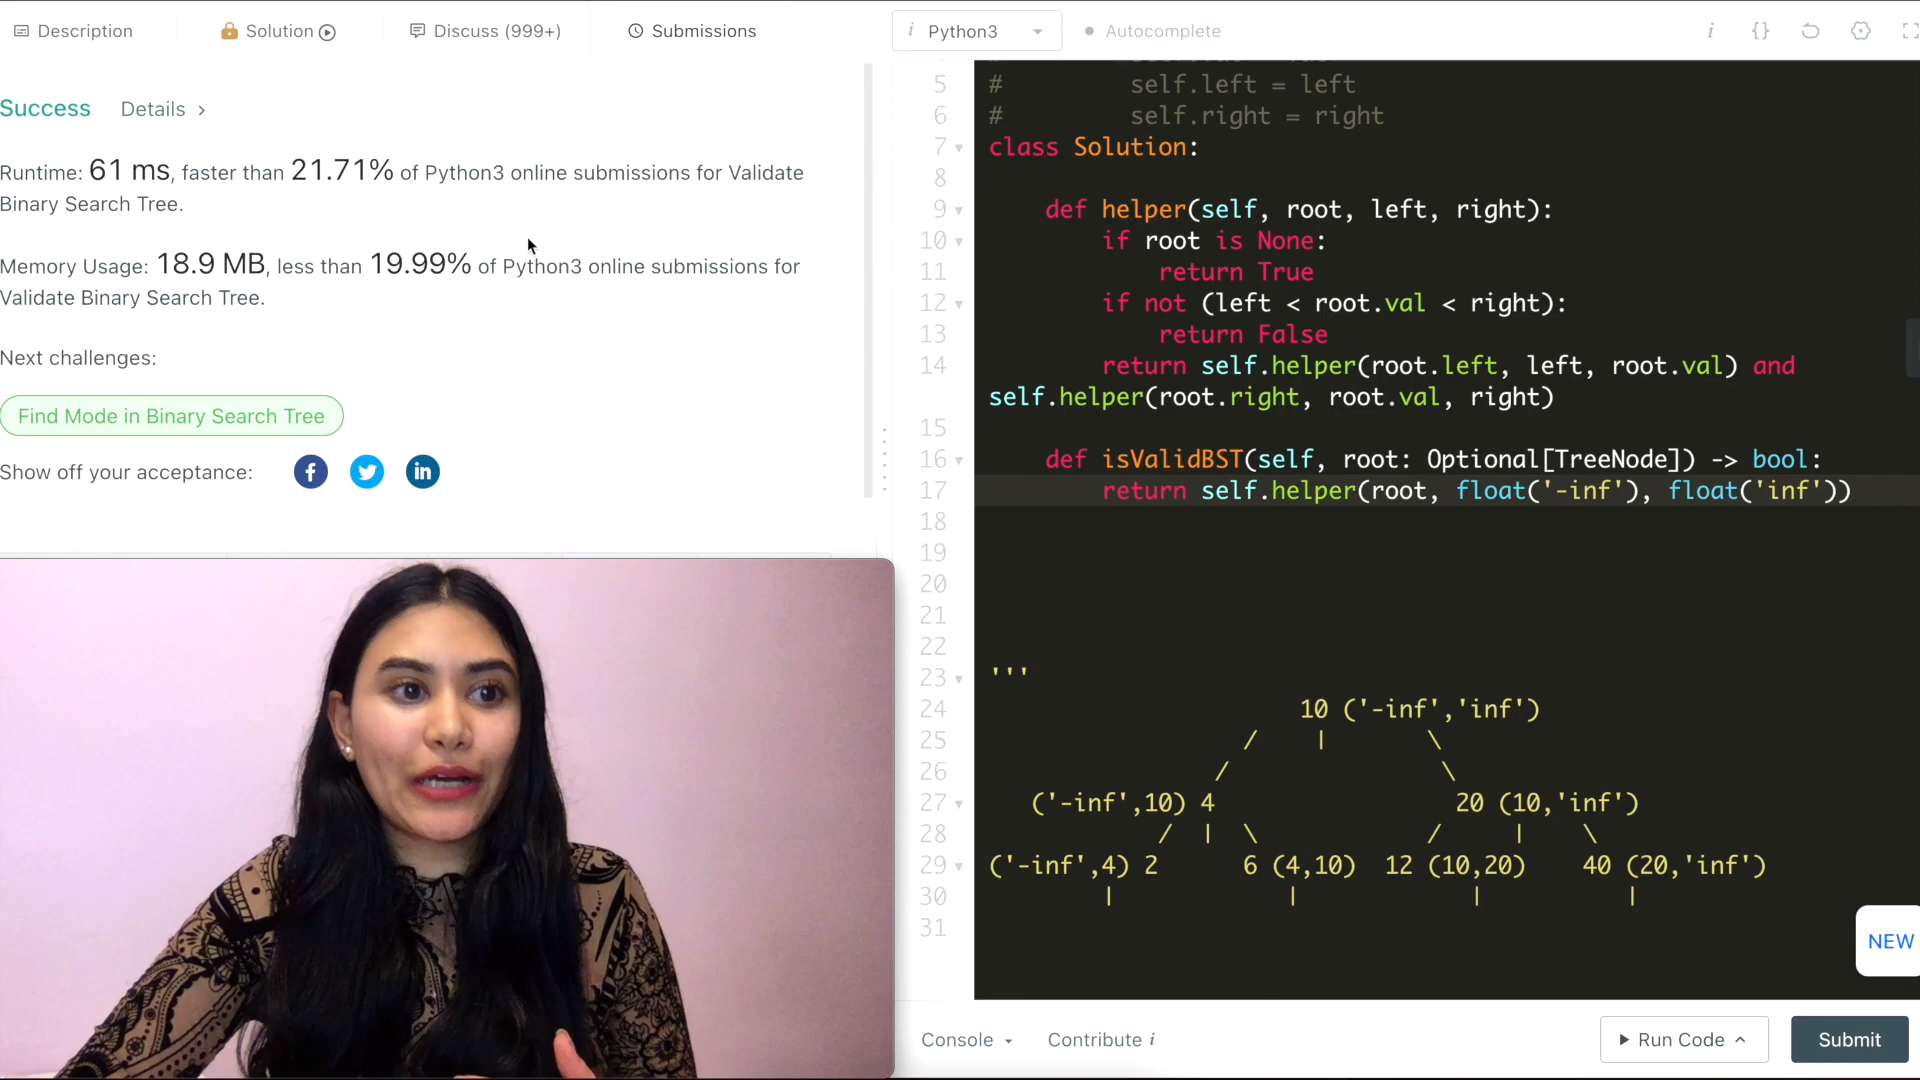 Description
Solution
Discuss (999+)
Submissions
i Python3
Autocomplete
i {}
Success Details >
Runtime: 61 ms, faster than 21.71% of Python3 online submissions for Validate
Binary Search Tree.
Memory Usage: 18.9 MB, less than 19.99% of Python3 online submissions for
Validate Binary Search Tree.
Next challenges:
Find Mode in Binary Search Tree
Show off your acceptance: f in
5 #         self.left = left
6 #         self.right = right
7 class Solution:
8
9     def helper(self, root, left, right):
10         if root is None:
11             return True
12         if not (left < root.val < right):
13             return False
14         return self.helper(root.left, left, root.val) and
self.helper(root.right, root.val, right)
15
16     def isValidBST(self, root: Optional[TreeNode]) -> bool:
17         return self.helper(root, float('-inf'), float('inf'))
18
19
20
21
22
23 '''
24                       10 ('-inf','inf')
25                   /    |       \
26                 /               \
27    ('-inf',10) 4                 20 (10,'inf')
28             /  |  \            /     |    \
29 ('-inf',4) 2      6 (4,10)  12 (10,20)    40 (20,'inf')
30         |            |            |          |
31
NEW
Console
Contribute i
Run Code
Submit